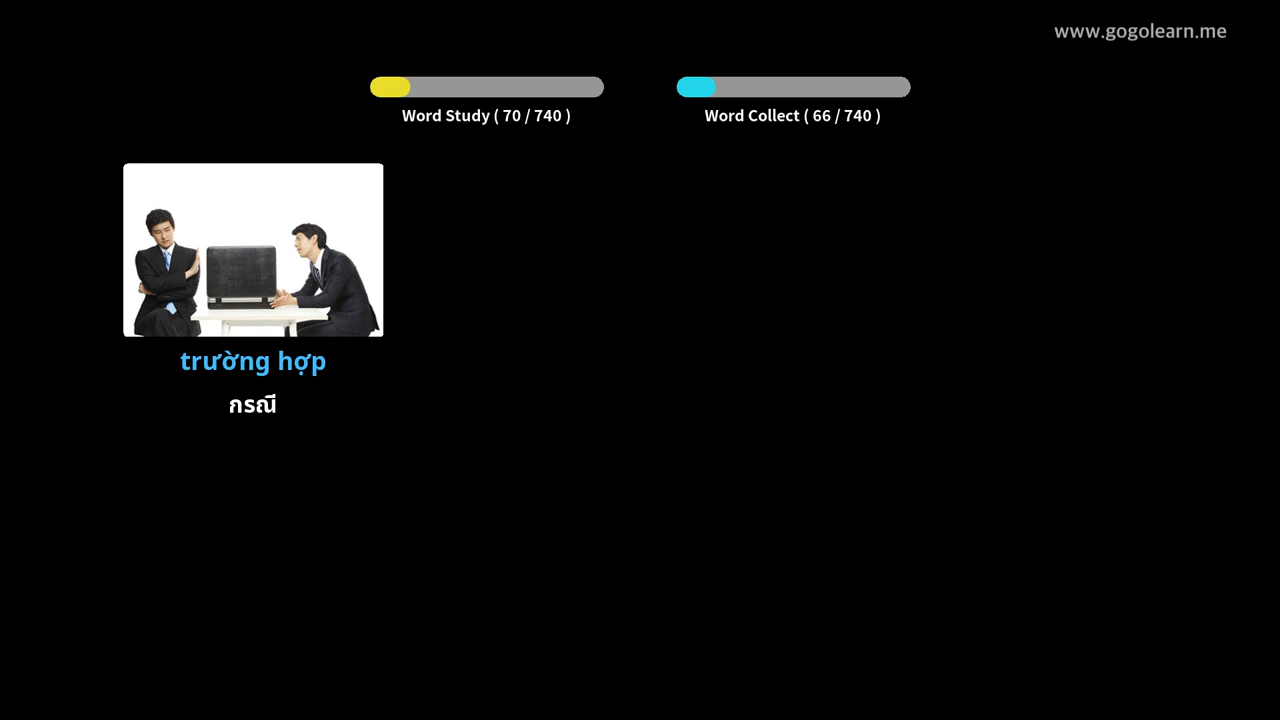 www.gogolearn.me
Word Study ( 70 / 740 )
Word Collect ( 66 / 740 )
trường hợp
กรณี